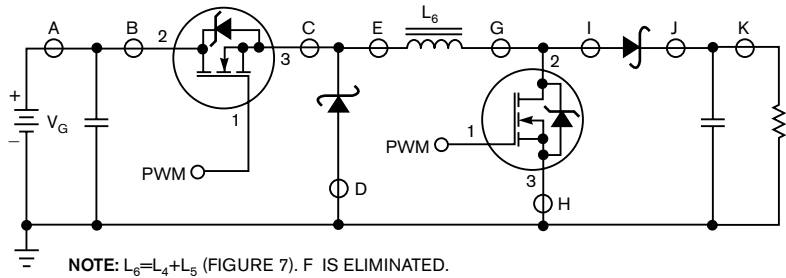 L6
A
B
2
C
E
G
I
J
K
3
2
+
VG
–
1
1
PWM
PWM
D
3
H
NOTE: L6=L4+L5 (FIGURE 7). F IS ELIMINATED.